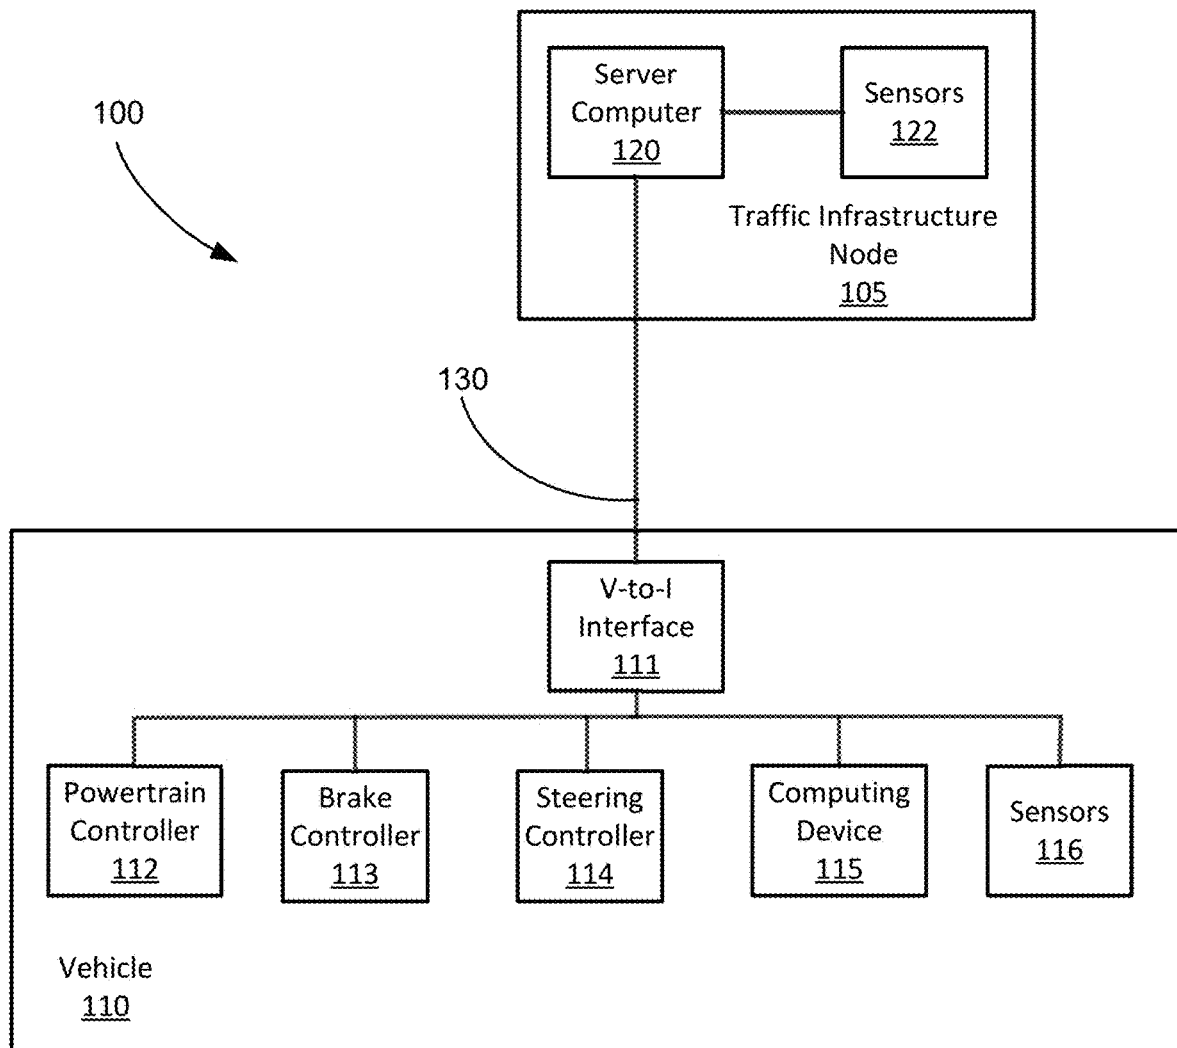 100
Server
Computer
120
Sensors
122
Traffic Infrastructure
Node
105
130
V-to-I
Interface
111
Powertrain
Controller
112
Brake
Controller
113
Steering
Controller
114
Computing
Device
115
Sensors
116
Vehicle
110